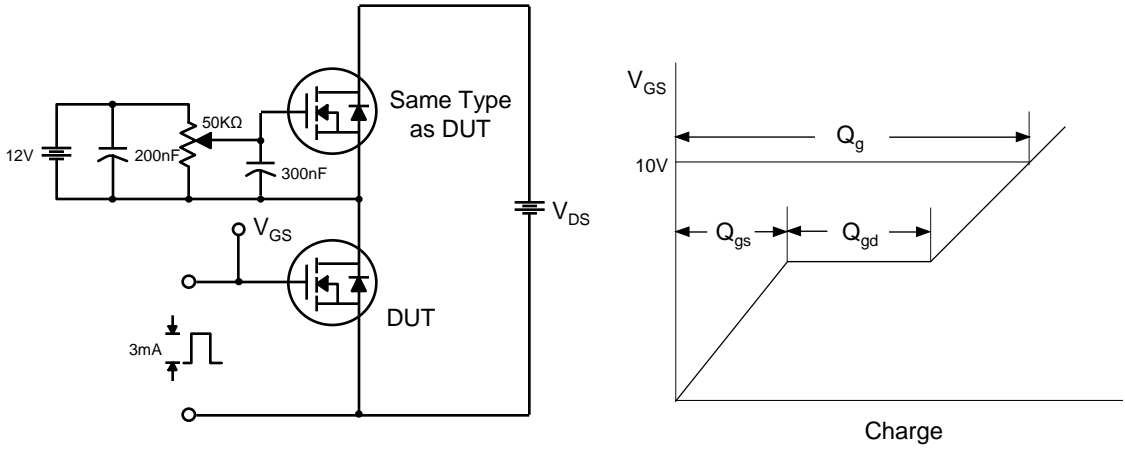 Same Type
as DUT
50KΩ
12V
200nF
300nF
V_GS
V_DS
DUT
3mA
V_GS
Q_g
10V
Q_gs
Q_gd
Charge